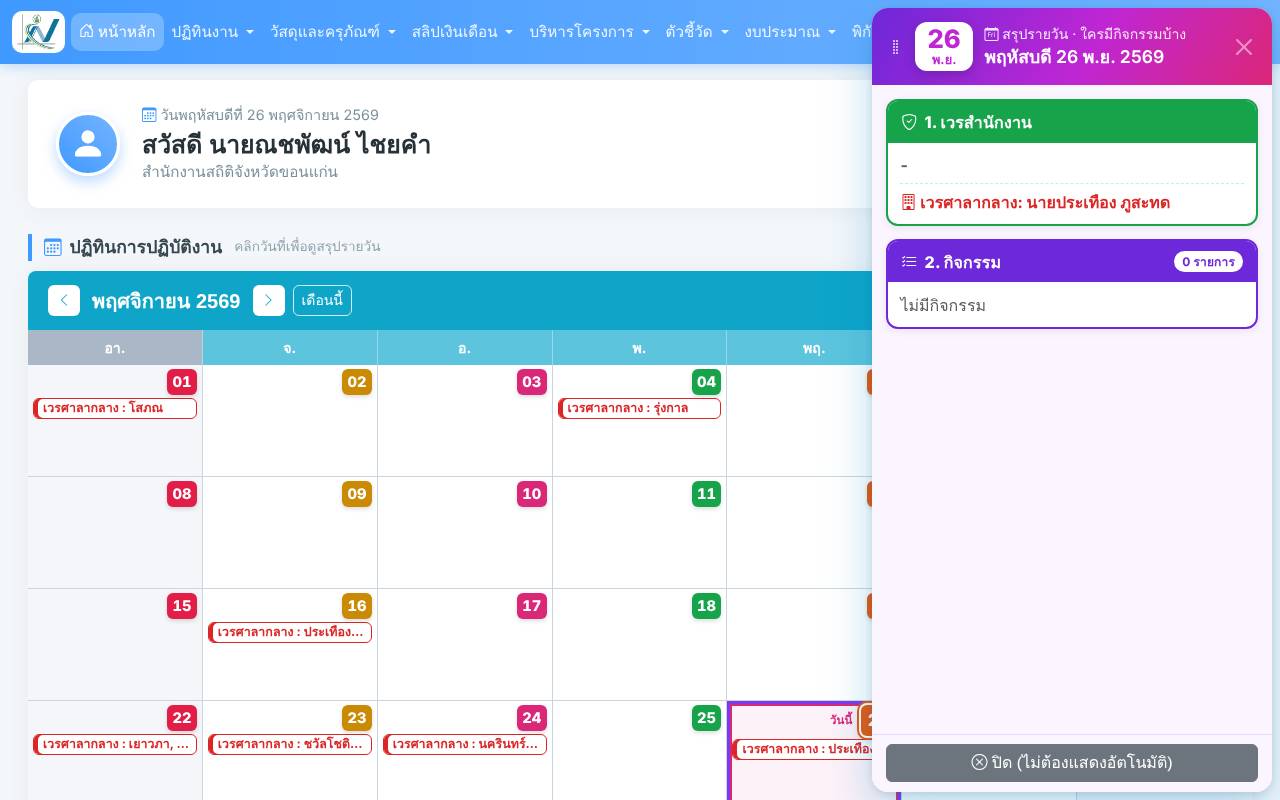 หน้าหลัก ปฏิทินงาน วัสดุและครุภัณฑ์ สลิปเงินเดือน บริหารโครงการ ตัวชี้วัด งบประมาณ
วันพฤหัสบดีที่ 26 พฤศจิกายน 2569
สวัสดี นายณชพัฒน์ ไชยคำ
สำนักงานสถิติจังหวัดขอนแก่น
ปฏิทินการปฏิบัติงาน คลิกวันที่เพื่อดูสรุปรายวัน
พฤศจิกายน 2569 เดือนนี้
อา. จ. อ. พ. พฤ.
01 02 03 04
เวรศาลากลาง : โสภณ เวรศาลากลาง : รุ่งกาล
08 09 10 11
15 16 17 18
เวรศาลากลาง : ประเทือง...
22 23 24 25 วันนี้
เวรศาลากลาง : เยาวภา, ... เวรศาลากลาง : ชวัลโชติ... เวรศาลากลาง : นครินทร์... เวรศาลากลาง : ประเทือง
26
พ.ย.
สรุปรายวัน · ใครมีกิจกรรมบ้าง
พฤหัสบดี 26 พ.ย. 2569
1. เวรสำนักงาน
-
เวรศาลากลาง: นายประเทือง ภูสะทด
2. กิจกรรม 0 รายการ
ไม่มีกิจกรรม
ปิด (ไม่ต้องแสดงอัตโนมัติ)